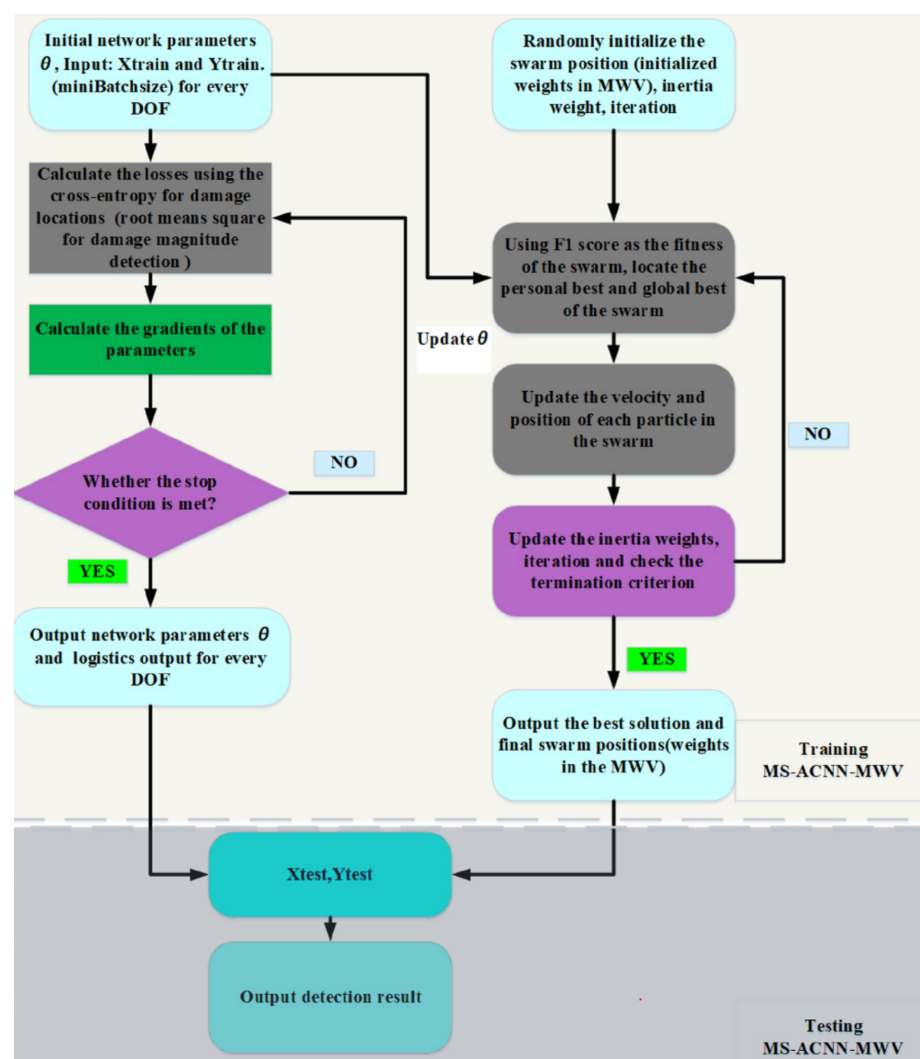 Initial network parameters
θ, Input: Xtrain and Ytrain.
(miniBatchsize) for every
DOF
Calculate the losses using the
cross-entropy for damage
locations (root means square
for damage magnitude
detection )
Calculate the gradients of the
parameters
Whether the stop
condition is met?
NO
Update θ
YES
Output network parameters θ
and logistics output for every
DOF
Randomly initialize the
swarm position (initialized
weights in MWV), inertia
weight, iteration
Using F1 score as the fitness
of the swarm, locate the
personal best and global best
of the swarm
Update the velocity and
position of each particle in
the swarm
NO
Update the inertia weights,
iteration and check the
termination criterion
YES
Output the best solution and
final swarm positions(weights
in the MWV)
Training
MS-ACNN-MWV
Xtest,Ytest
Output detection result
Testing
MS-ACNN-MWV